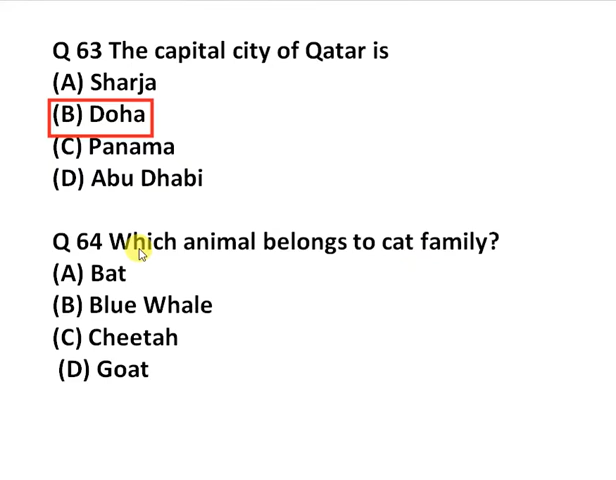 Q 63 The capital city of Qatar is
(A) Sharja
(B) Doha
(C) Panama
(D) Abu Dhabi
Q 64 Which animal belongs to cat family?
(A) Bat
(B) Blue Whale
(C) Cheetah
(D) Goat